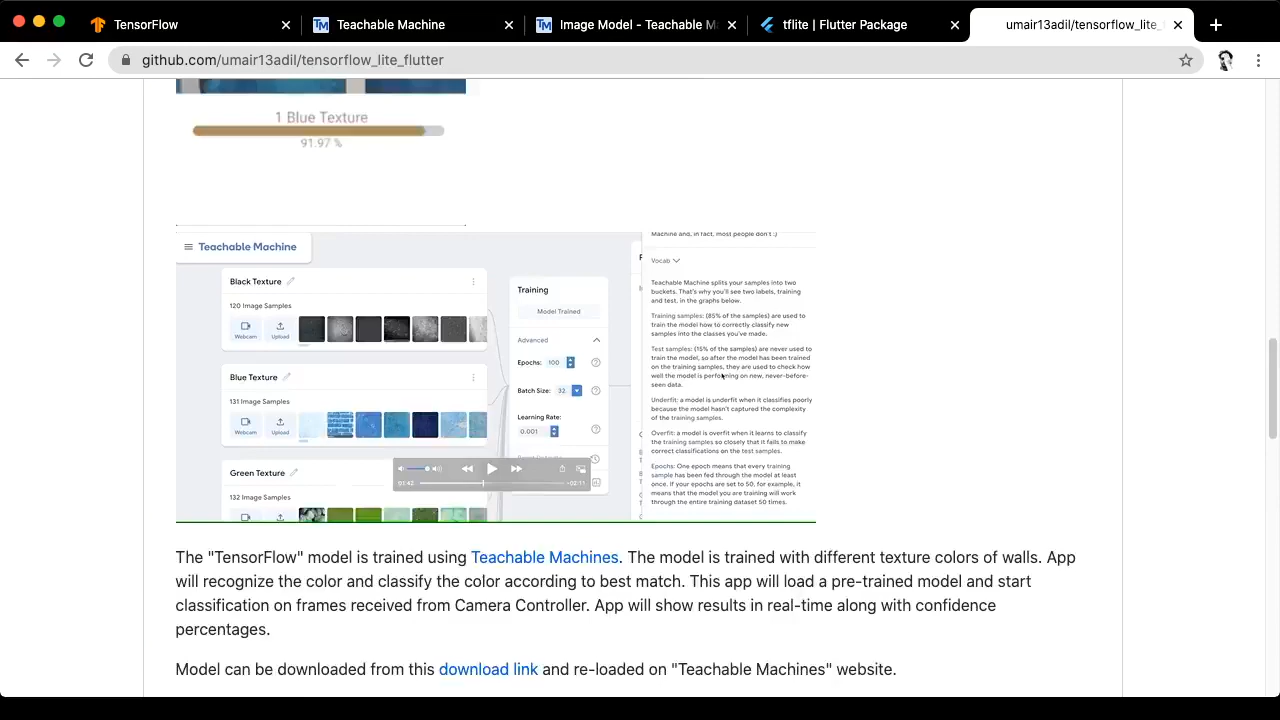 TensorFlow
Teachable Machine
Image Model - Teachable M
tflite | Flutter Package
umair13adil/tensorflow_lite_
github.com/umair13adil/tensorflow_lite_flutter
1 Blue Texture
91.97 %
Teachable Machine
Black Texture
120 Image Samples
Webcam
Upload
Blue Texture
131 Image Samples
Webcam
Upload
Green Texture
132 Image Samples
Training
Model Trained
Advanced
Epochs: 100
Batch Size: 32
Learning Rate:
0.001
01:42
-02:11
Machine and, in fact, most people don't :)
Vocab
Teachable Machine splits your samples into two
buckets. That's why you'll see two labels, training
and test, in the graphs below.
Training samples: (85% of the samples) are used to
train the model how to correctly classify new
samples into the classes you've made.
Test samples: (15% of the samples) are never used to
train the model, so after the model has been trained
on the training samples, they are used to check how
well the model is performing on new, never-before-
seen data.
Underfit: a model is underfit when it classifies poorly
because the model hasn't captured the complexity
of the training samples.
Overfit: a model is overfit when it learns to classify
the training samples so closely that it fails to make
correct classifications on the test samples.
Epochs: One epoch means that every training
sample has been fed through the model at least
once. If your epochs are set to 50, for example, it
means that the model you are training will work
through the entire training dataset 50 times.
The "TensorFlow" model is trained using Teachable Machines. The model is trained with different texture colors of walls. App
will recognize the color and classify the color according to best match. This app will load a pre-trained model and start
classification on frames received from Camera Controller. App will show results in real-time along with confidence
percentages.
Model can be downloaded from this download link and re-loaded on "Teachable Machines" website.